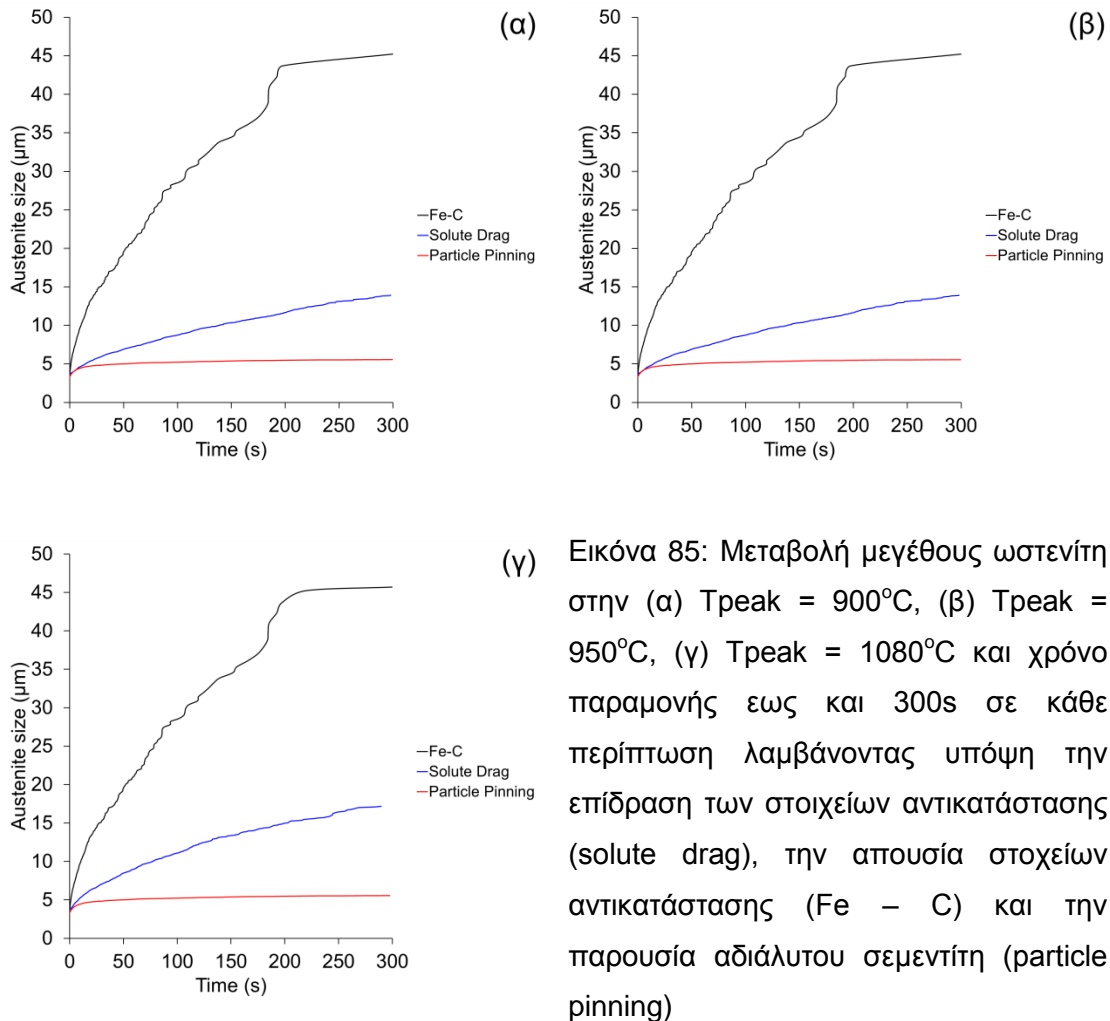 (α)
50
45
40
35
30
25
20
15
10
5
0
Austenite size (µm)
0 50 100 150 200 250 300
Time (s)
Fe-C
Solute Drag
Particle Pinning
(β)
50
45
40
35
30
25
20
15
10
5
0
Austenite size (µm)
0 50 100 150 200 250 300
Time (s)
Fe-C
Solute Drag
Particle Pinning
(γ)
50
45
40
35
30
25
20
15
10
5
0
Austenite size (µm)
0 50 100 150 200 250 300
Time (s)
Fe-C
Solute Drag
Particle Pinning
Εικόνα 85: Μεταβολή μεγέθους ωστενίτη
στην (α) Tpeak = 900°C, (β) Tpeak =
950°C, (γ) Tpeak = 1080°C και χρόνο
παραμονής εως και 300s σε κάθε
περίπτωση λαμβάνοντας υπόψη την
επίδραση των στοιχείων αντικατάστασης
(solute drag), την απουσία στοχείων
αντικατάστασης (Fe – C) και την
παρουσία αδιάλυτου σεμεντίτη (particle
pinning)